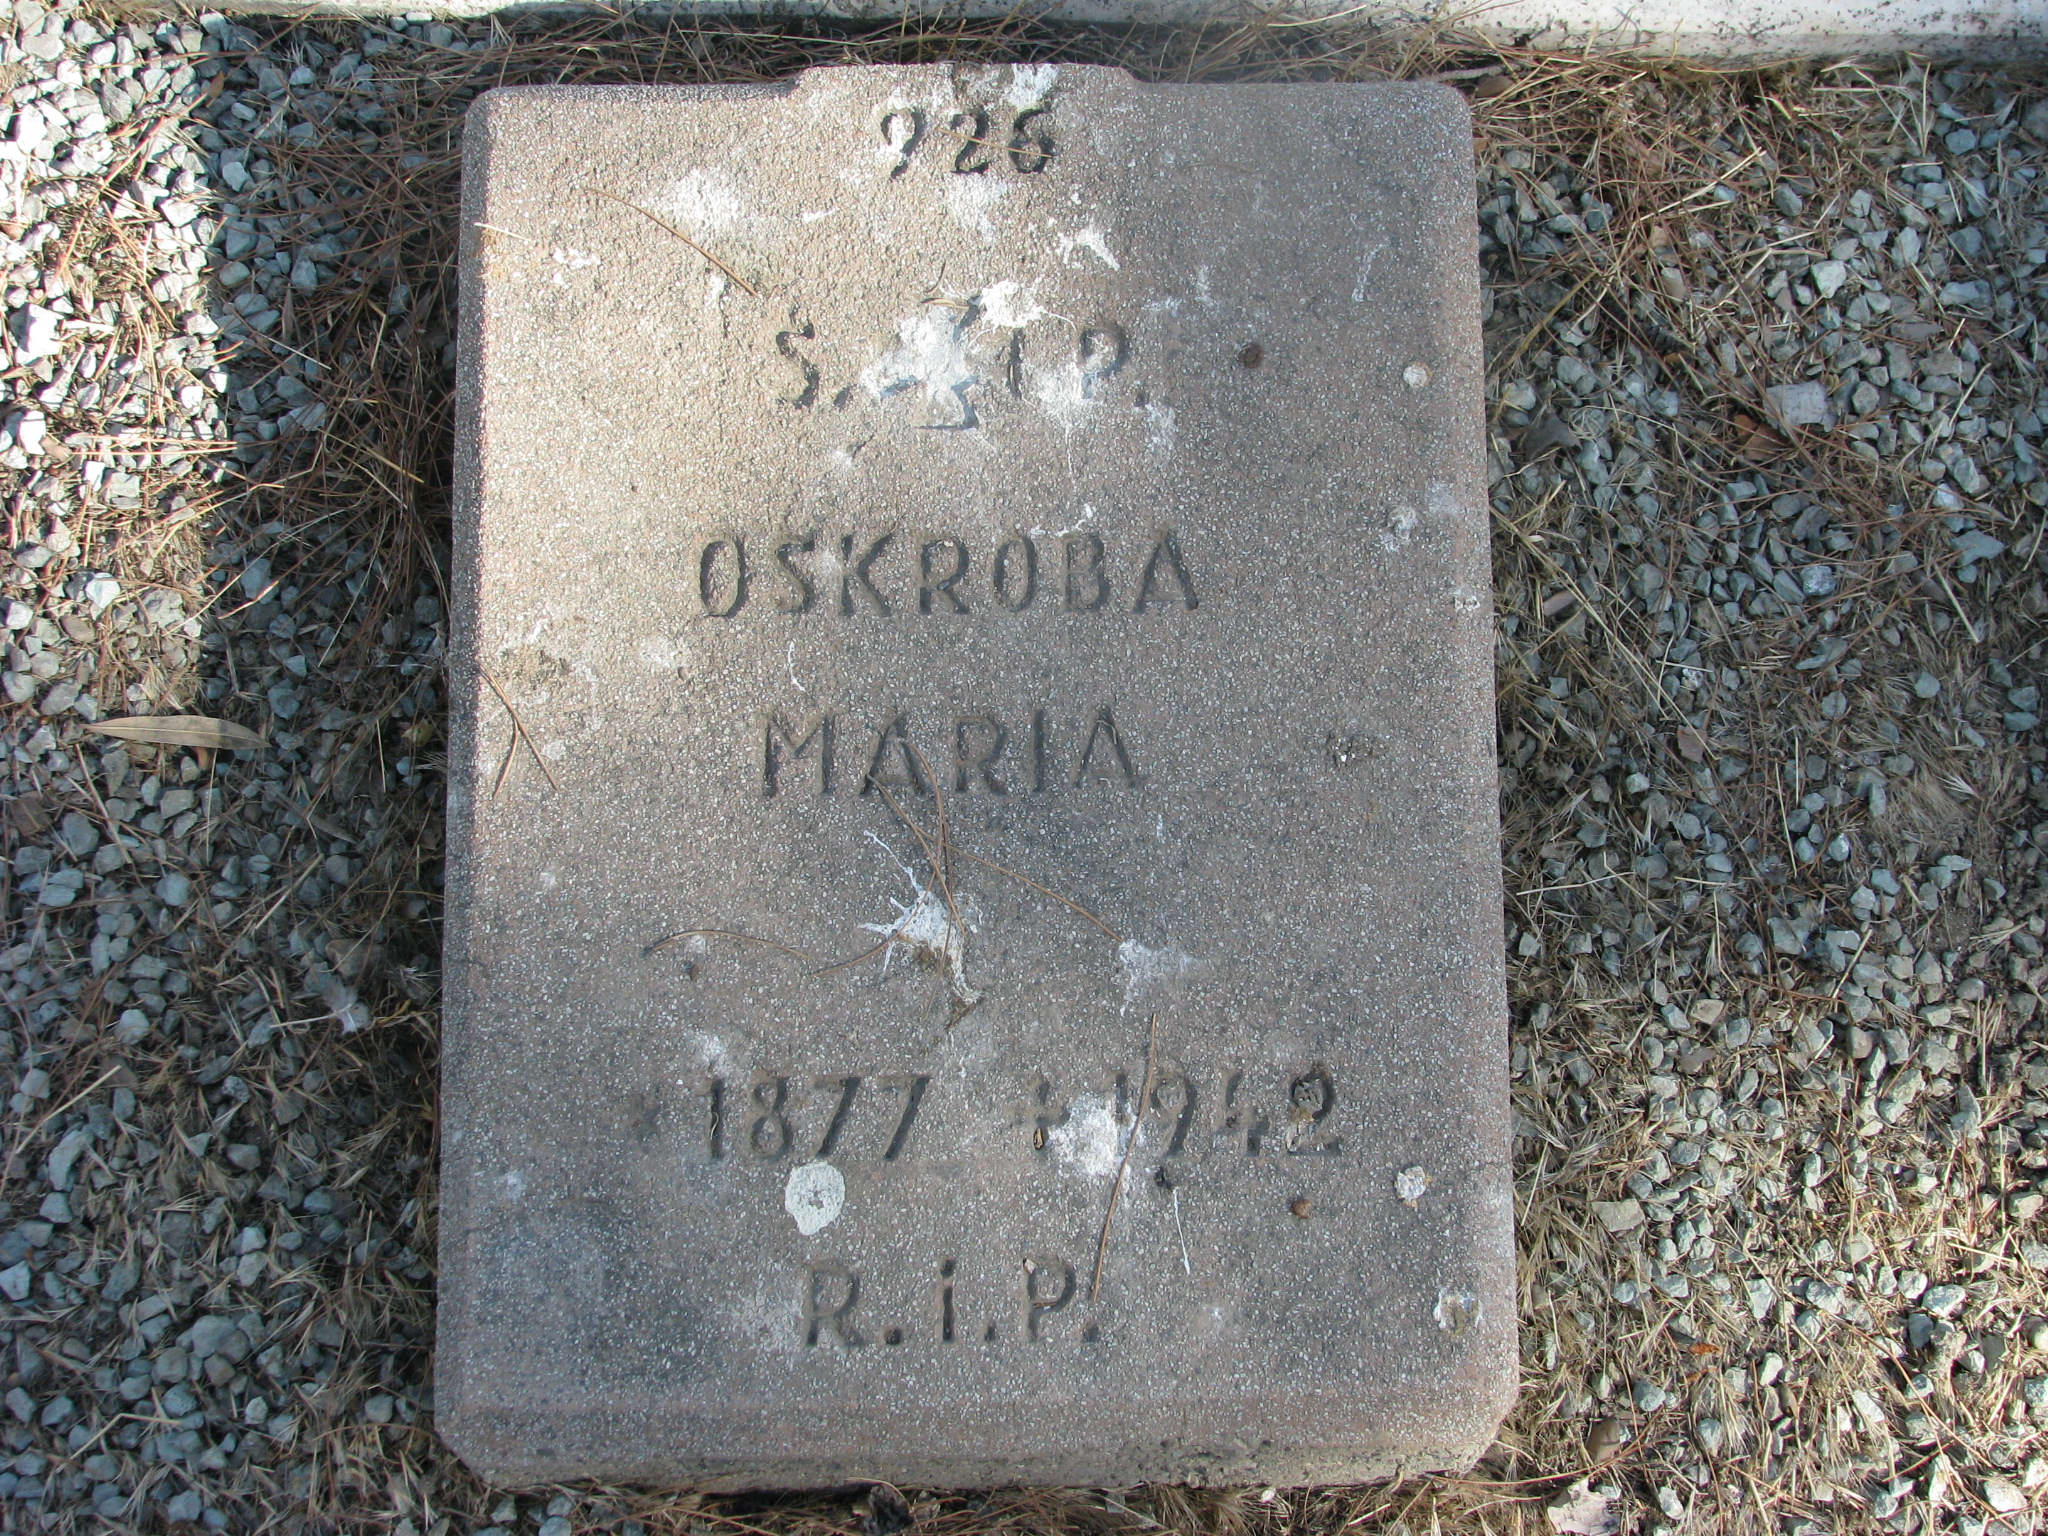 926
Ś. † P.
OSKROBA
MARIA
* 1877 + 1942
R.i.P.